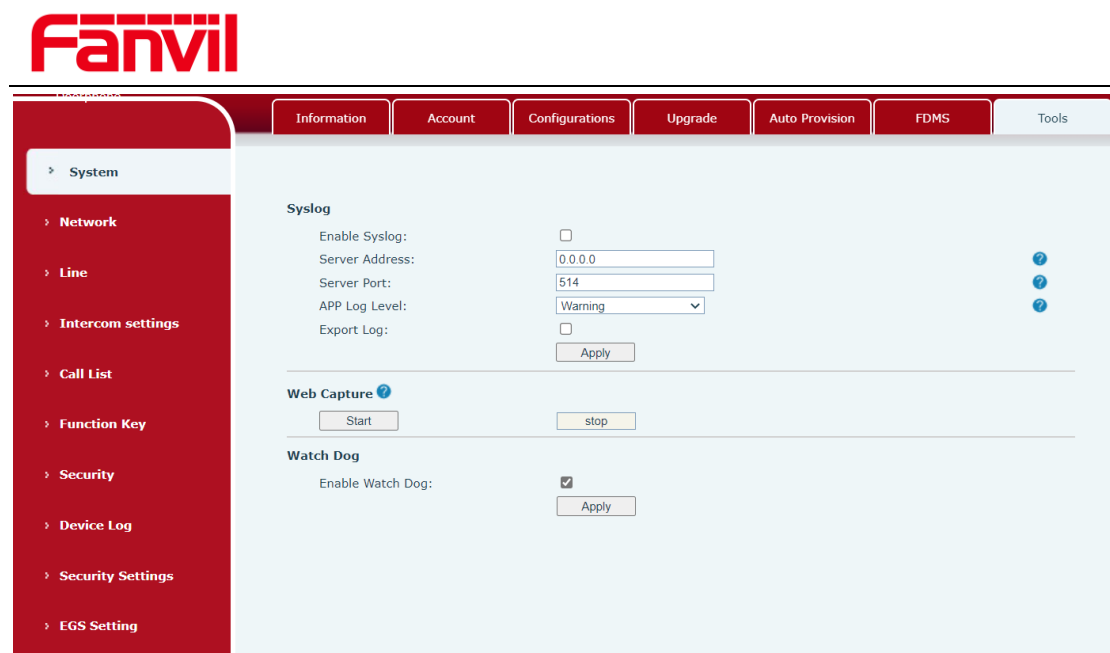 Fanvil
Information Account Configurations Upgrade Auto Provision FDMS Tools
System
Network
Line
Intercom settings
Call List
Function Key
Security
Device Log
Security Settings
EGS Setting
Syslog
Enable Syslog:
Server Address: 0.0.0.0
Server Port: 514
APP Log Level: Warning
Export Log:
Apply
Web Capture
Start stop
Watch Dog
Enable Watch Dog:
Apply